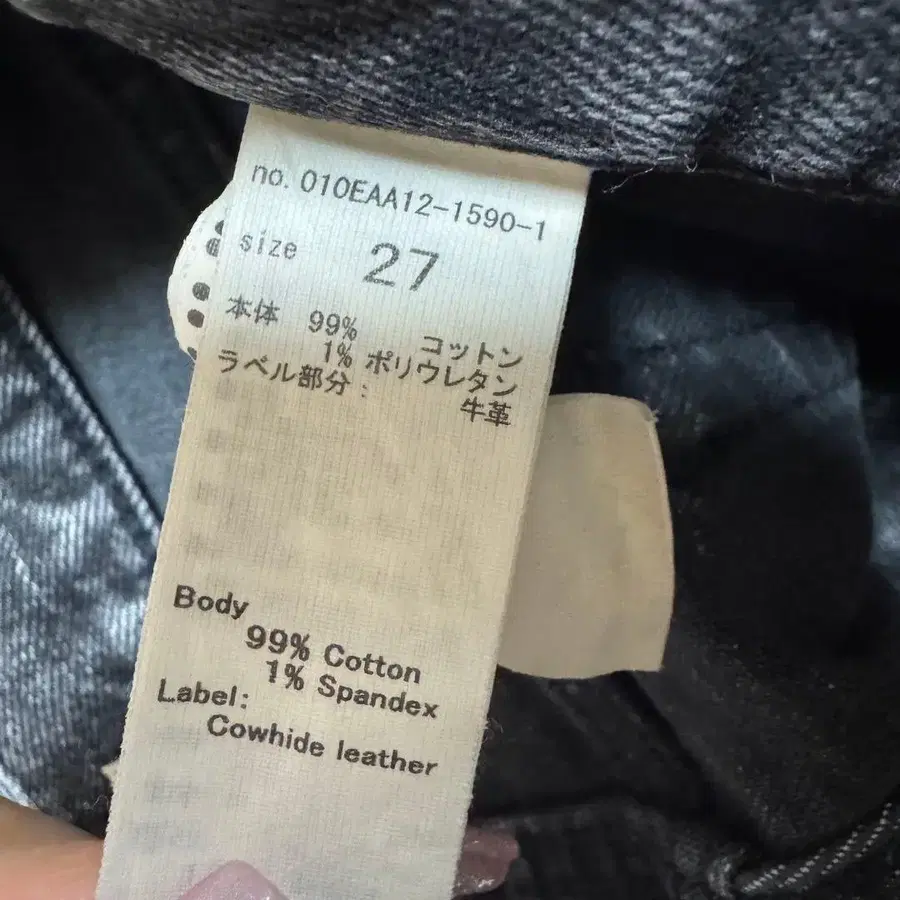 no. 010EAA12-1590-1
size 27
本体 99% コットン
1% ポリウレタン
ラベル部分:
牛革
Body
99% Cotton
1% Spandex
Label:
Cowhide leather